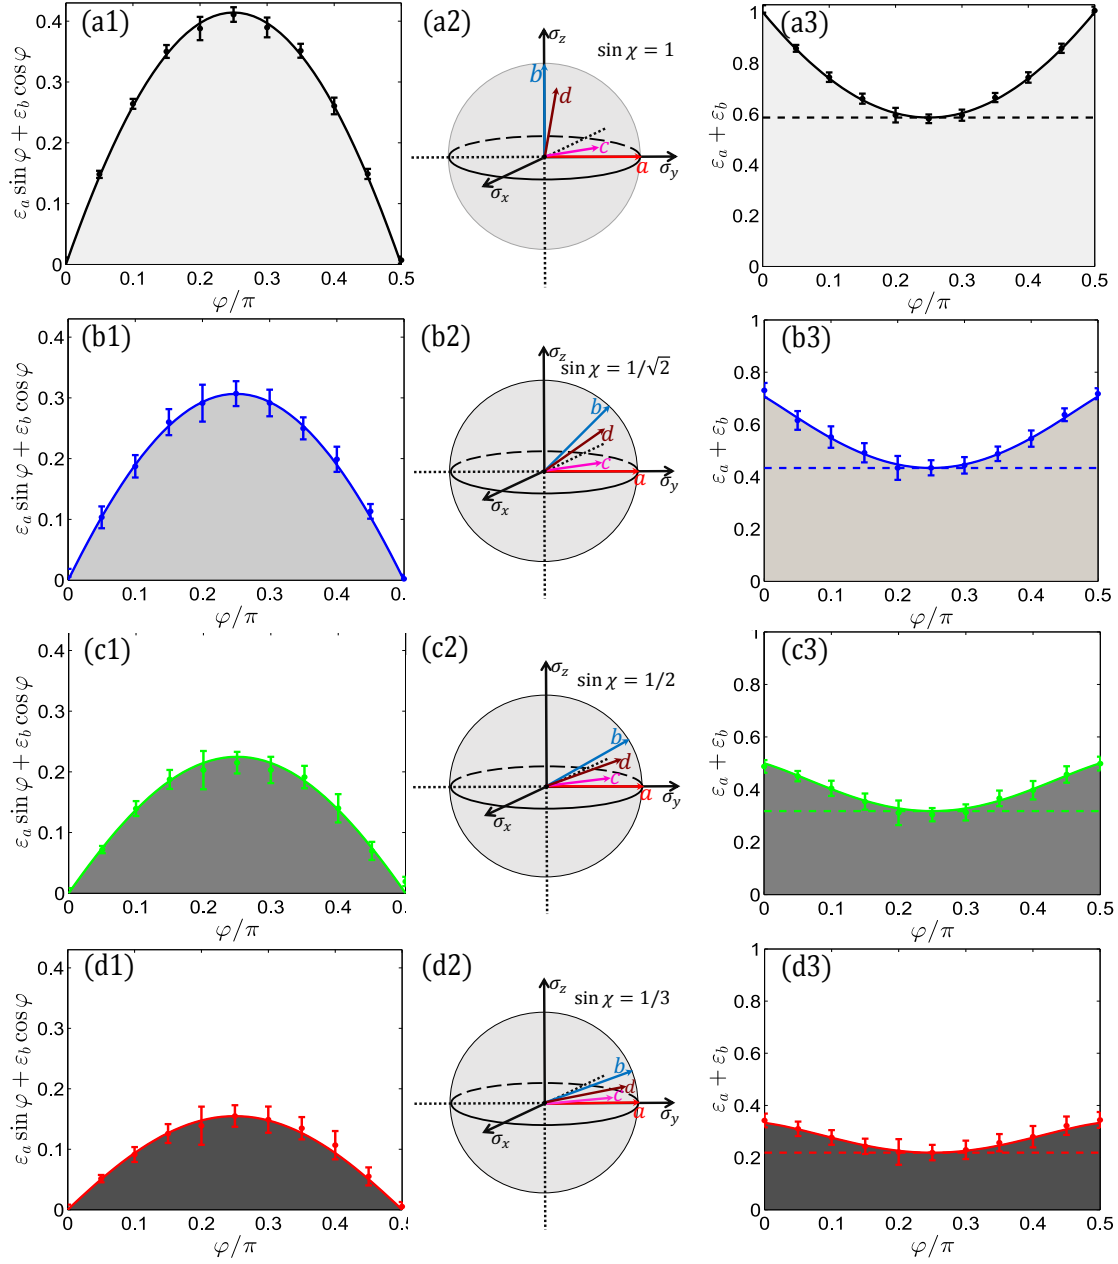 (a1)
0.4
0.3
0.2
0.1
0
ε_a sin φ + ε_b cos φ
0 0.1 0.2 0.3 0.4 0.5
φ/π
(a2)
σ_z
sin χ = 1
b
d
c
a
σ_y
σ_x
(a3)
1
0.8
0.6
0.4
0.2
0
ε_a + ε_b
0 0.1 0.2 0.3 0.4 0.5
φ/π
(b1)
0.4
0.3
0.2
0.1
0
ε_a sin φ + ε_b cos φ
0 0.1 0.2 0.3 0.4 0.
φ/π
(b2)
σ_z
sin χ = 1/√2
b
d
c
a
σ_y
σ_x
(b3)
1
0.8
0.6
0.4
0.2
0
ε_a + ε_b
0 0.1 0.2 0.3 0.4 0.5
φ/π
(c1)
0.4
0.3
0.2
0.1
0
ε_a sin φ + ε_b cos φ
0 0.1 0.2 0.3 0.4 0.
φ/π
(c2)
σ_z
sin χ = 1/2
b
d
c
a
σ_y
σ_x
(c3)
1
0.8
0.6
0.4
0.2
0
ε_a + ε_b
0 0.1 0.2 0.3 0.4 0.5
φ/π
(d1)
0.4
0.3
0.2
0.1
0
ε_a sin φ + ε_b cos φ
0 0.1 0.2 0.3 0.4 0.5
φ/π
(d2)
σ_z
sin χ = 1/3
b
d
c
a
σ_y
σ_x
(d3)
1
0.8
0.6
0.4
0.2
0
ε_a + ε_b
0 0.1 0.2 0.3 0.4 0.5
φ/π